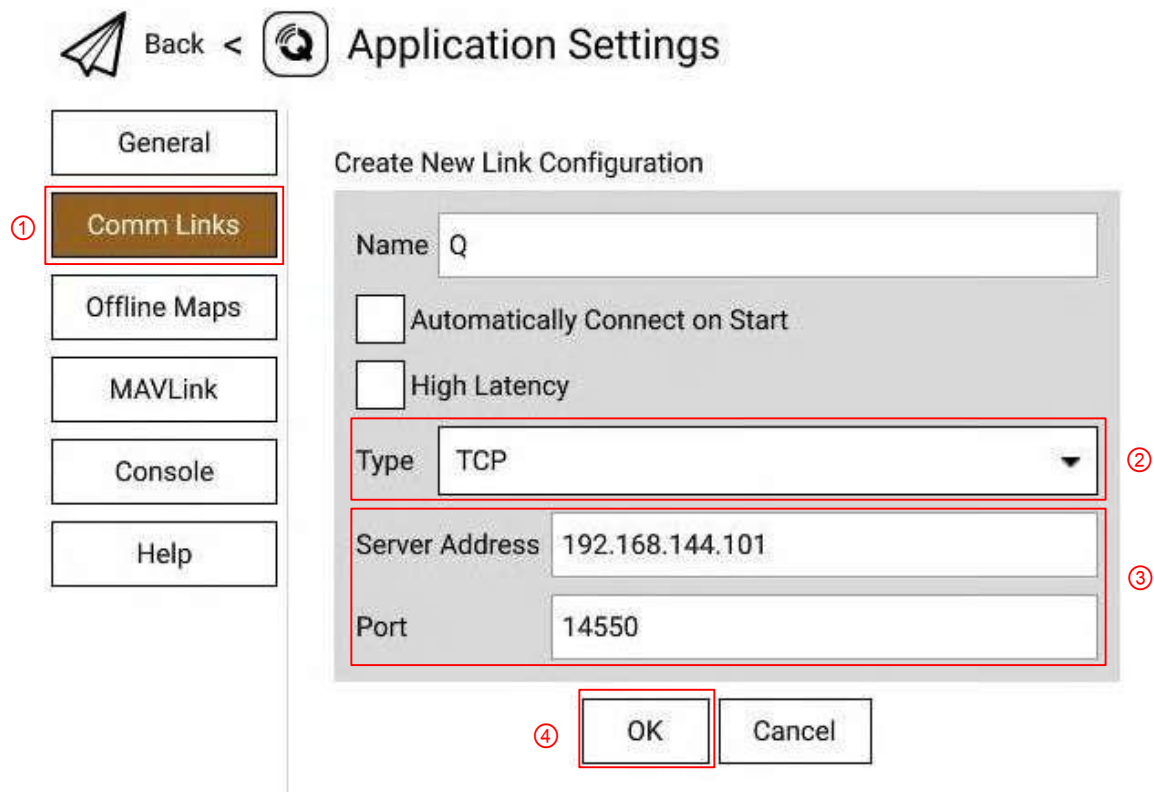 Back < Application Settings
General
Create New Link Configuration
① Comm Links
Name Q
Offline Maps
Automatically Connect on Start
MAVLink
High Latency
Type TCP ②
Console
Server Address 192.168.144.101
Help
③
Port 14550
④ OK Cancel